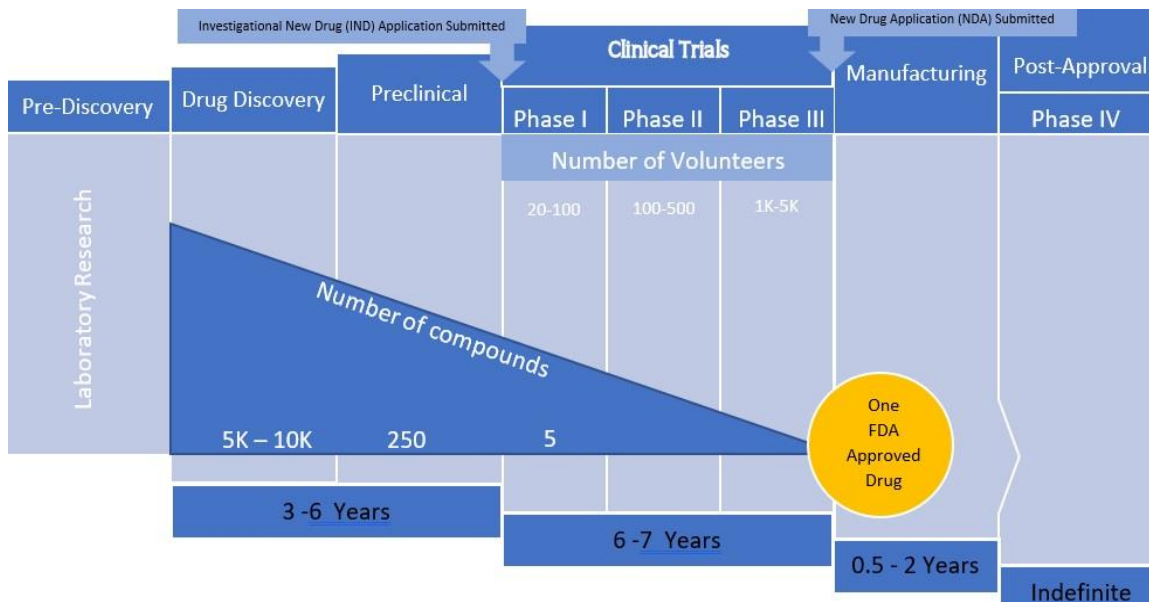 Investigational New Drug (IND) Application Submitted
New Drug Application (NDA) Submitted
Clinical Trials
Pre-Discovery
Drug Discovery
Preclinical
Manufacturing
Post-Approval
Phase I
Phase II
Phase III
Phase IV
Number of Volunteers
20-100
100-500
1K-5K
Laboratory Research
Number of compounds
5K – 10K
250
5
One
FDA
Approved
Drug
3 -6 Years
6 -7 Years
0.5 - 2 Years
Indefinite